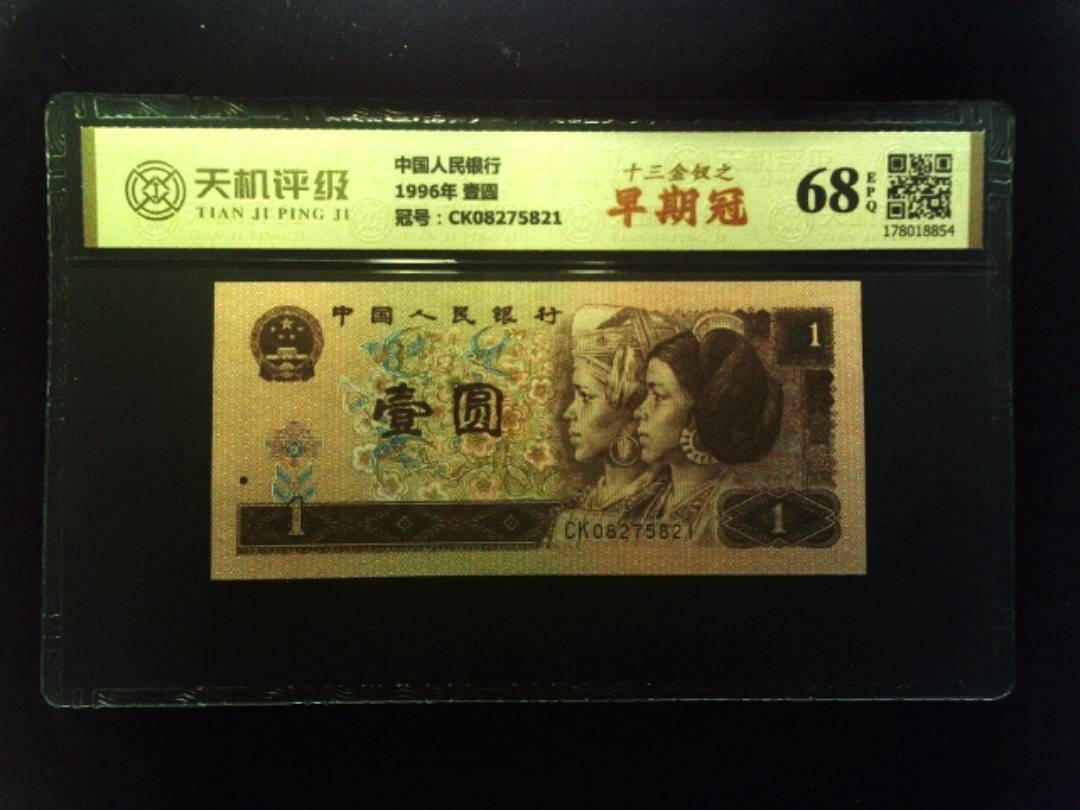 天机评级
TIAN JI PING JI
中国人民银行
1996年 壹圆
冠号：CK08275821
十三金钗之
早期冠
68
EPQ
178018854
中国人民银行
1
壹圆
1
CK08275821
1